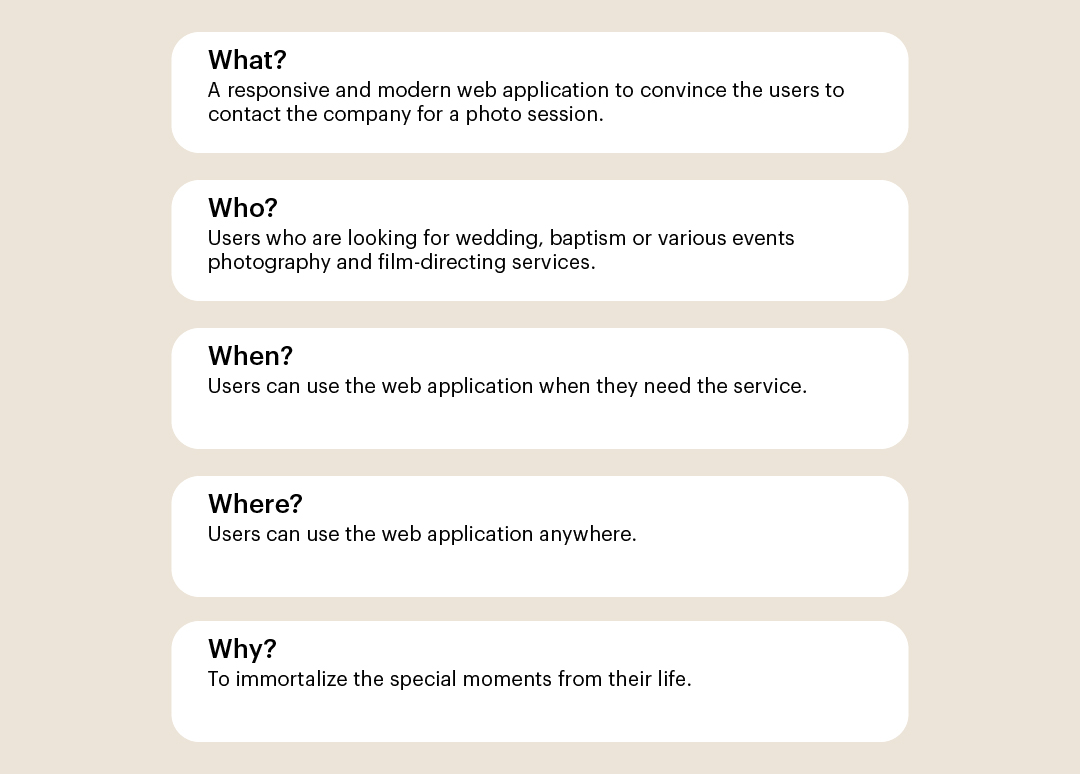 What?
A responsive and modern web application to convince the users to
contact the company for a photo session.
Who?
Users who are looking for wedding, baptism or various events
photography and film-directing services.
When?
Users can use the web application when they need the service.
Where?
Users can use the web application anywhere.
Why?
To immortalize the special moments from their life.